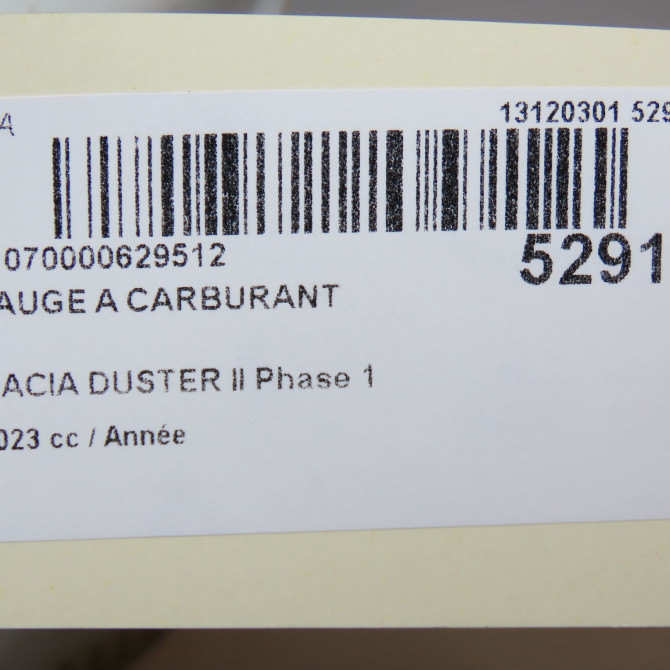 A 13120301 529
070000629512 5291
AUGE A CARBURANT
ACIA DUSTER II Phase 1
023 cc / Année